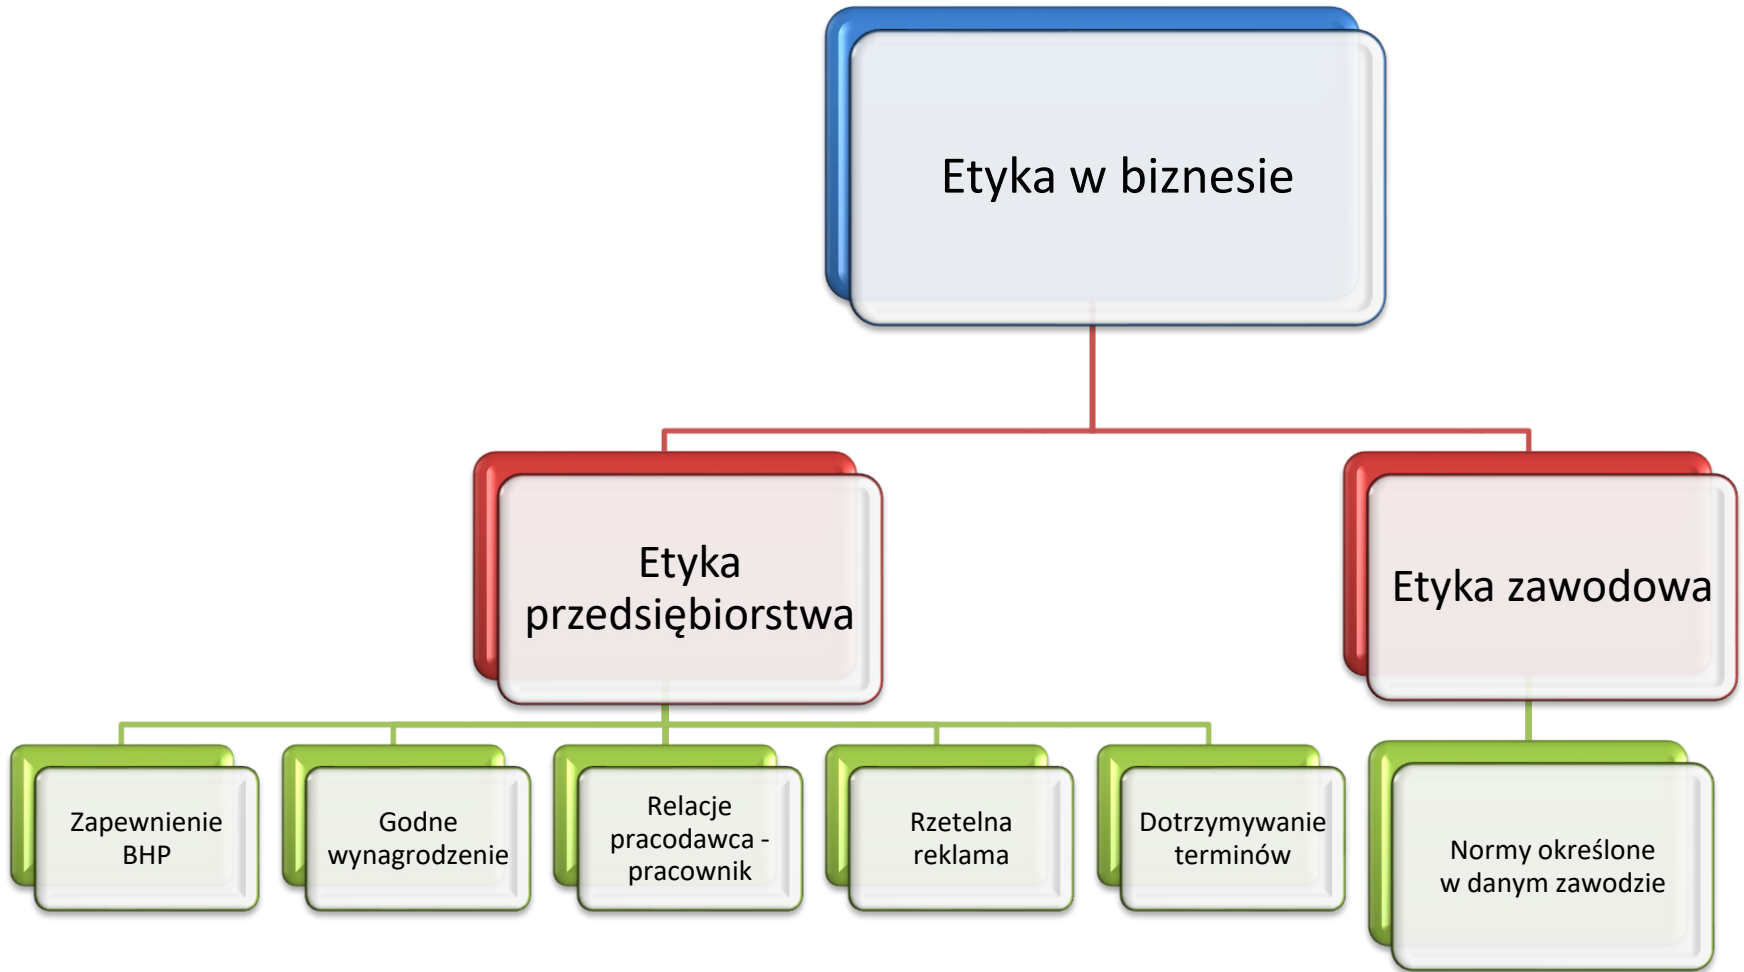 Etyka w biznesie
Etyka
przedsiębiorstwa
Etyka zawodowa
Zapewnienie
BHP
Godne
wynagrodzenie
Relacje
pracodawca -
pracownik
Rzetelna
reklama
Dotrzymywanie
terminów
Normy określone
w danym zawodzie